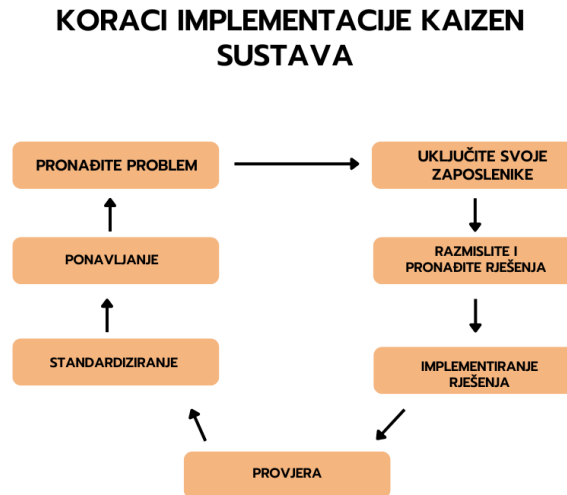 KORACI IMPLEMENTACIJE KAIZEN
SUSTAVA
PRONAĐITE PROBLEM
UKLJUČITE SVOJE
ZAPOSLENIKE
RAZMISLITE I
PRONAĐITE RJEŠENJA
IMPLEMENTIRANJE
RJEŠENJA
PROVJERA
STANDARDIZIRANJE
PONAVLJANJE